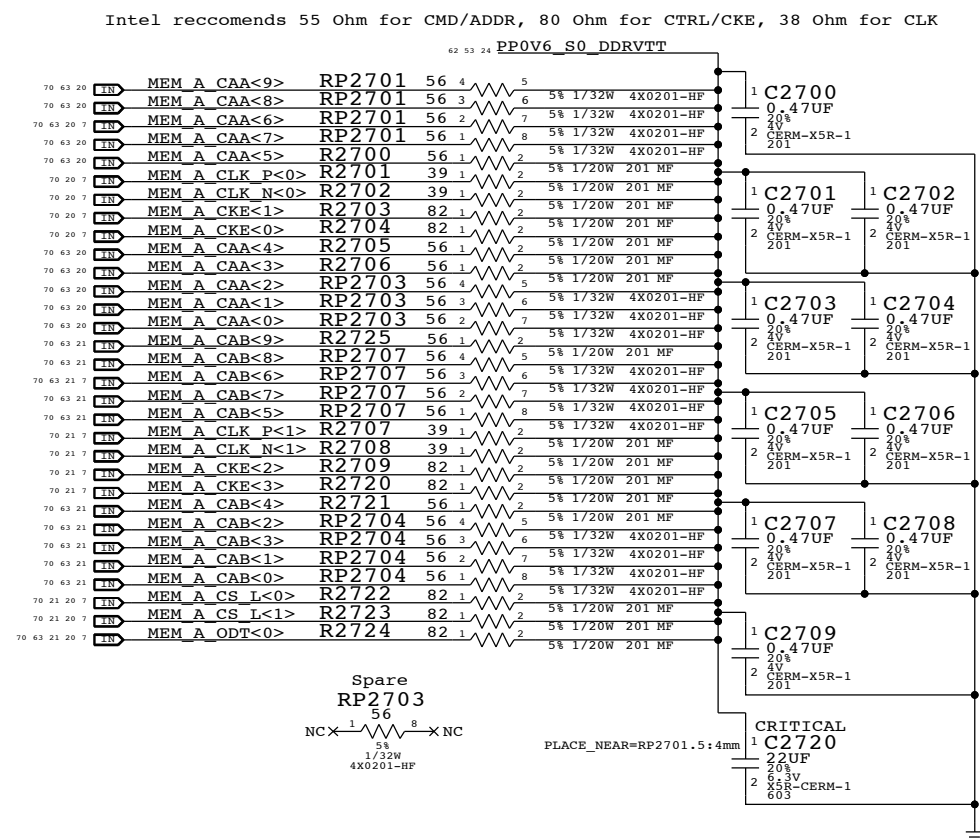 Intel reccomends 55 Ohm for CMD/ADDR, 80 Ohm for CTRL/CKE, 38 Ohm for CLK
62 53 24 PP0V6_S0_DDRVTT
70 63 20 IN MEM_A_CAA<9> RP2701 56 4 5 5% 1/32W 4X0201-HF
70 63 20 IN MEM_A_CAA<8> RP2701 56 3 6 5% 1/32W 4X0201-HF
70 63 20 7 IN MEM_A_CAA<6> RP2701 56 2 7 5% 1/32W 4X0201-HF
70 63 20 IN MEM_A_CAA<7> RP2701 56 1 8 5% 1/32W 4X0201-HF
70 63 20 IN MEM_A_CAA<5> R2700 56 1 2 5% 1/20W 201 MF
70 20 7 IN MEM_A_CLK_P<0> R2701 39 1 2 5% 1/20W 201 MF
70 20 7 IN MEM_A_CLK_N<0> R2702 39 1 2 5% 1/20W 201 MF
70 20 7 IN MEM_A_CKE<1> R2703 82 1 2 5% 1/20W 201 MF
70 20 7 IN MEM_A_CKE<0> R2704 82 1 2 5% 1/20W 201 MF
70 63 20 IN MEM_A_CAA<4> R2705 56 1 2 5% 1/20W 201 MF
70 63 20 IN MEM_A_CAA<3> R2706 56 1 2 5% 1/20W 201 MF
70 63 20 IN MEM_A_CAA<2> RP2703 56 4 5 5% 1/32W 4X0201-HF
70 63 20 IN MEM_A_CAA<1> RP2703 56 3 6 5% 1/32W 4X0201-HF
70 63 20 IN MEM_A_CAA<0> RP2703 56 2 7 5% 1/32W 4X0201-HF
70 63 21 IN MEM_A_CAB<9> R2725 56 1 2 5% 1/20W 201 MF
70 63 21 IN MEM_A_CAB<8> RP2707 56 4 5 5% 1/32W 4X0201-HF
70 63 21 7 IN MEM_A_CAB<6> RP2707 56 3 6 5% 1/32W 4X0201-HF
70 63 21 IN MEM_A_CAB<7> RP2707 56 2 7 5% 1/32W 4X0201-HF
70 63 21 IN MEM_A_CAB<5> RP2707 56 1 8 5% 1/32W 4X0201-HF
70 21 7 IN MEM_A_CLK_P<1> R2707 39 1 2 5% 1/20W 201 MF
70 21 7 IN MEM_A_CLK_N<1> R2708 39 1 2 5% 1/20W 201 MF
70 21 7 IN MEM_A_CKE<2> R2709 82 1 2 5% 1/20W 201 MF
70 21 7 IN MEM_A_CKE<3> R2720 82 1 2 5% 1/20W 201 MF
70 63 21 IN MEM_A_CAB<4> R2721 56 1 2 5% 1/20W 201 MF
70 63 21 IN MEM_A_CAB<2> RP2704 56 4 5 5% 1/32W 4X0201-HF
70 63 21 IN MEM_A_CAB<3> RP2704 56 3 6 5% 1/32W 4X0201-HF
70 63 21 IN MEM_A_CAB<1> RP2704 56 2 7 5% 1/32W 4X0201-HF
70 63 21 IN MEM_A_CAB<0> RP2704 56 1 8 5% 1/32W 4X0201-HF
70 21 20 7 IN MEM_A_CS_L<0> R2722 82 1 2 5% 1/20W 201 MF
70 21 20 7 IN MEM_A_CS_L<1> R2723 82 1 2 5% 1/20W 201 MF
70 63 21 20 7 IN MEM_A_ODT<0> R2724 82 1 2 5% 1/20W 201 MF
1 C2700
0.47UF
20%
4V
2 CERM-X5R-1
201
1 C2701 1 C2702
0.47UF 0.47UF
20% 20%
4V 4V
2 CERM-X5R-1 2 CERM-X5R-1
201 201
1 C2703 1 C2704
0.47UF 0.47UF
20% 20%
4V 4V
2 CERM-X5R-1 2 CERM-X5R-1
201 201
1 C2705 1 C2706
0.47UF 0.47UF
20% 20%
4V 4V
2 CERM-X5R-1 2 CERM-X5R-1
201 201
1 C2707 1 C2708
0.47UF 0.47UF
20% 20%
4V 4V
2 CERM-X5R-1 2 CERM-X5R-1
201 201
1 C2709
0.47UF
20%
4V
2 CERM-X5R-1
201
Spare
RP2703
56
NC 1 8 NC
5%
1/32W
4X0201-HF
CRITICAL
PLACE_NEAR=RP2701.5:4mm 1 C2720
22UF
20%
6.3V
2 X5R-CERM-1
603